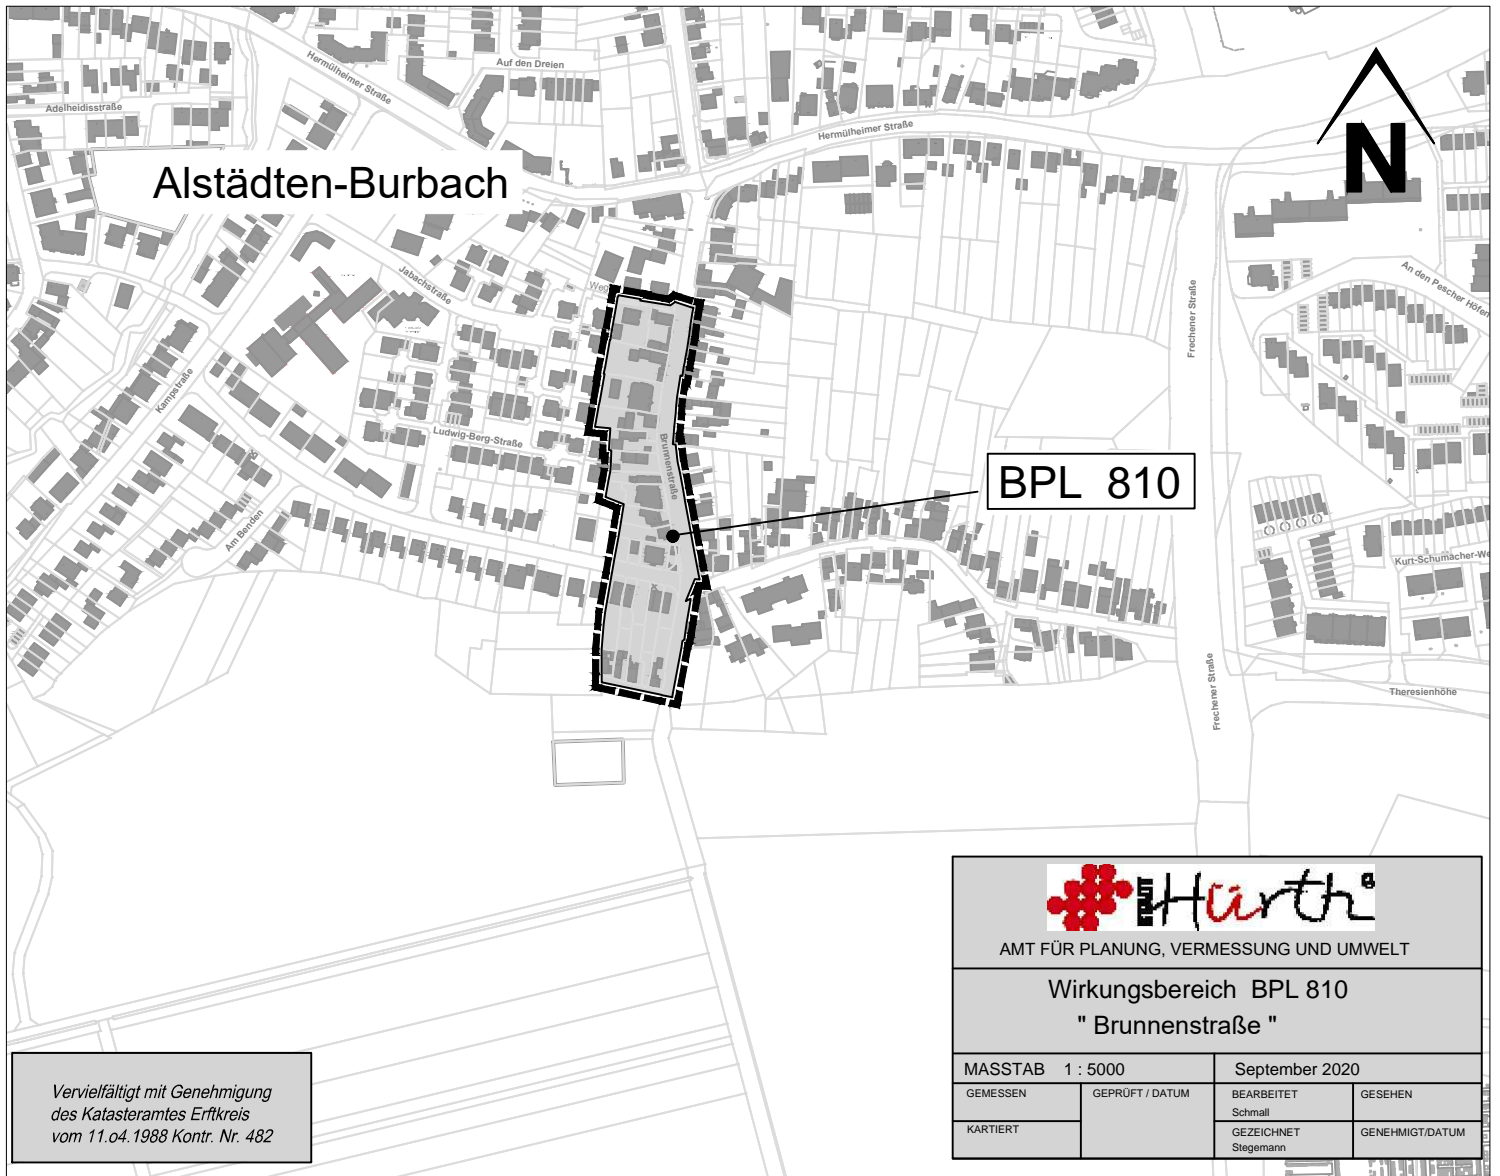 Auf den Dreien
Hermülheimer Straße
Adelheidisstraße
Hermülheimer Straße
N
Alstädten-Burbach
An den Pescher Höfen
Jabachstraße
Weg
Frechener Straße
Kampstraße
Ludwig-Berg-Straße
Brunnenstraße
BPL 810
Am Benden
Kurt-Schumacher-We
Frechener Straße
Theresienhöhe
STADT Hürth
AMT FÜR PLANUNG, VERMESSUNG UND UMWELT
Wirkungsbereich BPL 810
" Brunnenstraße "
MASSTAB 1 : 5000
September 2020
GEMESSEN
GEPRÜFT / DATUM
BEARBEITET
Schmall
GESEHEN
KARTIERT
GEZEICHNET
Stegemann
GENEHMIGT/DATUM
Vervielfältigt mit Genehmigung
des Katasteramtes Erftkreis
vom 11.o4.1988 Kontr. Nr. 482